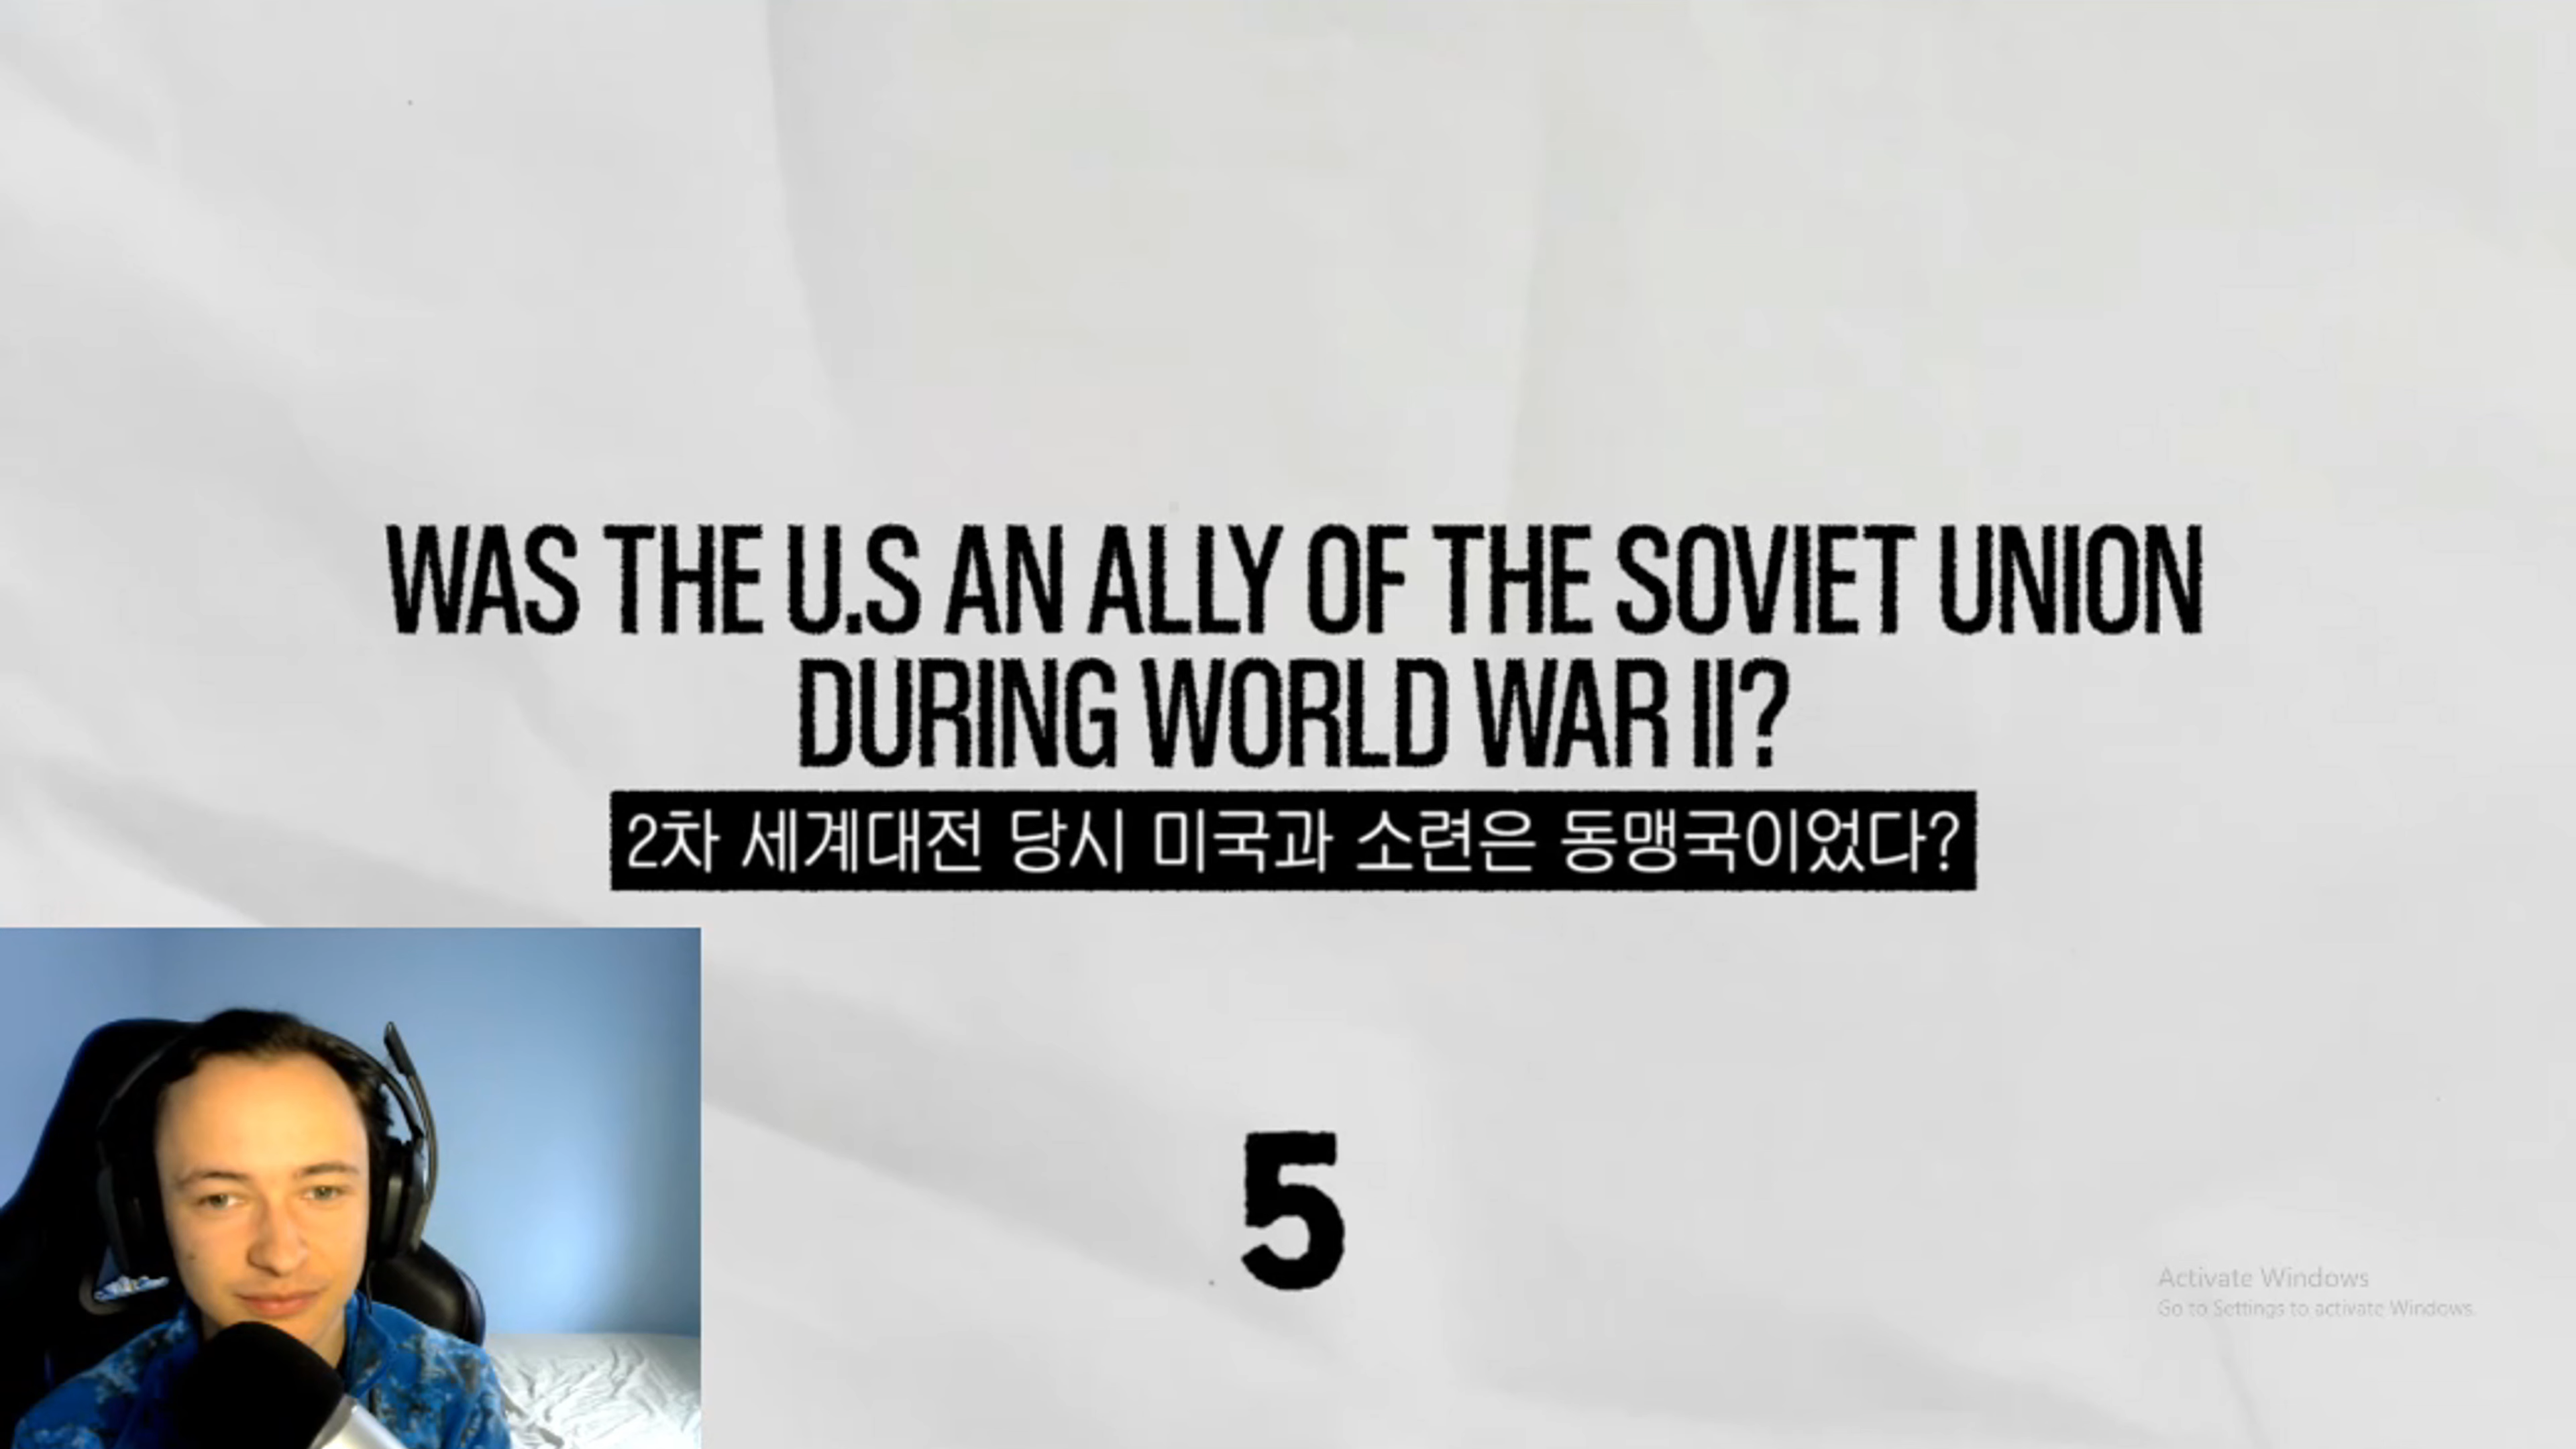 WAS THE U.S AN ALLY OF THE SOVIET UNION
DURING WORLD WAR II?
2차 세계대전 당시 미국과 소련은 동맹국이었다?
5
Activate Windows
Go to Settings to activate Windows.